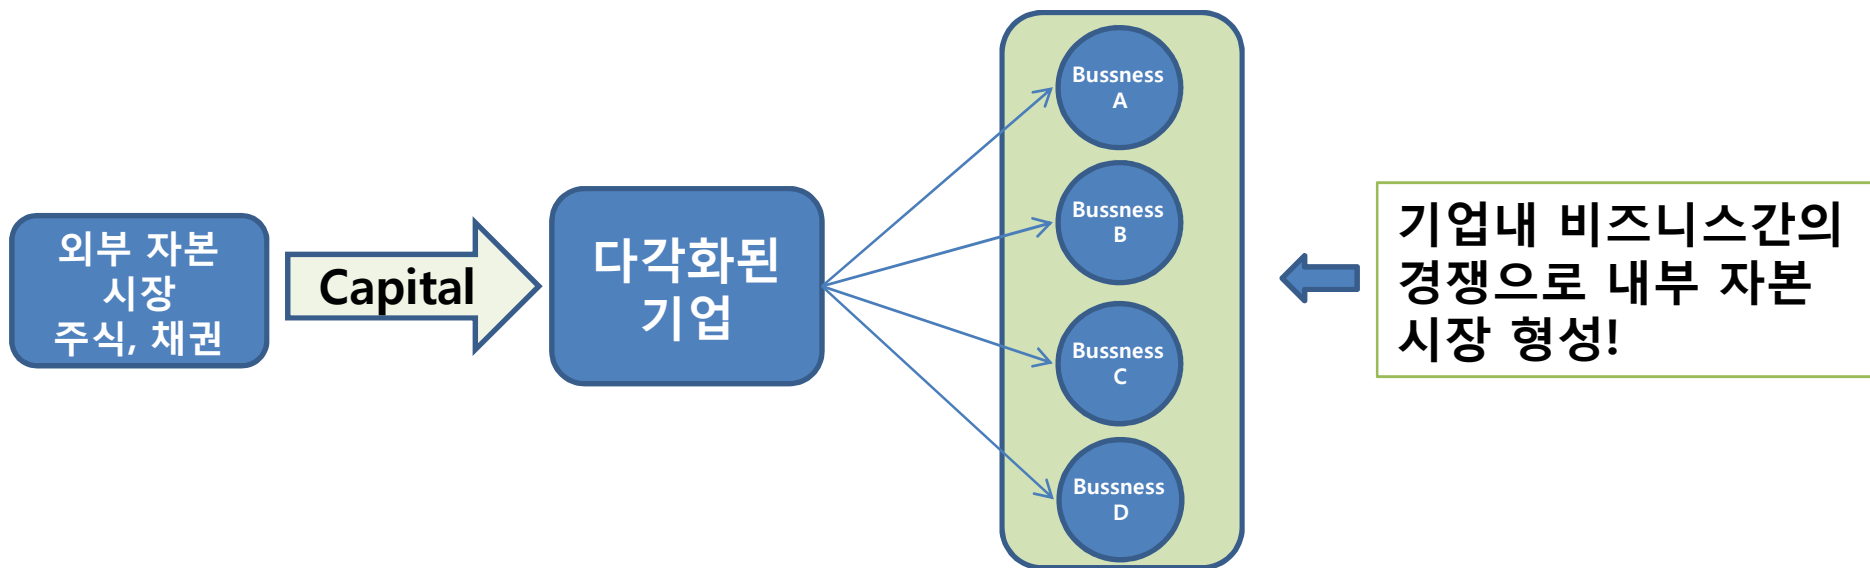 외부 자본
시장
주식, 채권
Capital
다각화된
기업
Bussness
A
Bussness
B
Bussness
C
Bussness
D
기업내 비즈니스간의
경쟁으로 내부 자본
시장 형성!